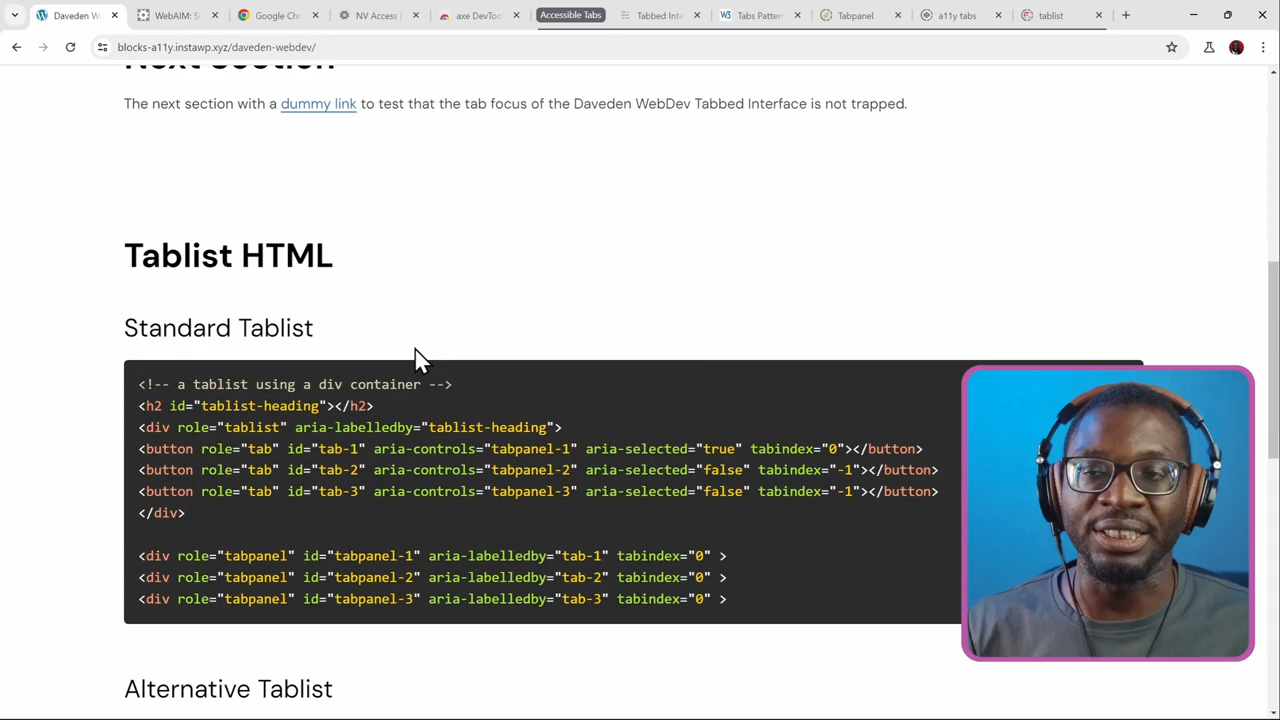 Daveden W
WebAIM: S
Google Chr
NV Access |
axe DevToo
Accessible Tabs
Tabbed Inte
Tabs Pattern
Tabpanel
a11y tabs
tablist
blocks-a11y.instawp.xyz/daveden-webdev/
Next Section
The next section with a dummy link to test that the tab focus of the Daveden WebDev Tabbed Interface is not trapped.
Tablist HTML
Standard Tablist
<!-- a tablist using a div container -->
<h2 id="tablist-heading"></h2>
<div role="tablist" aria-labelledby="tablist-heading">
<button role="tab" id="tab-1" aria-controls="tabpanel-1" aria-selected="true" tabindex="0"></button>
<button role="tab" id="tab-2" aria-controls="tabpanel-2" aria-selected="false" tabindex="-1"></button>
<button role="tab" id="tab-3" aria-controls="tabpanel-3" aria-selected="false" tabindex="-1"></button>
</div>
<div role="tabpanel" id="tabpanel-1" aria-labelledby="tab-1" tabindex="0" >
<div role="tabpanel" id="tabpanel-2" aria-labelledby="tab-2" tabindex="0" >
<div role="tabpanel" id="tabpanel-3" aria-labelledby="tab-3" tabindex="0" >
Alternative Tablist